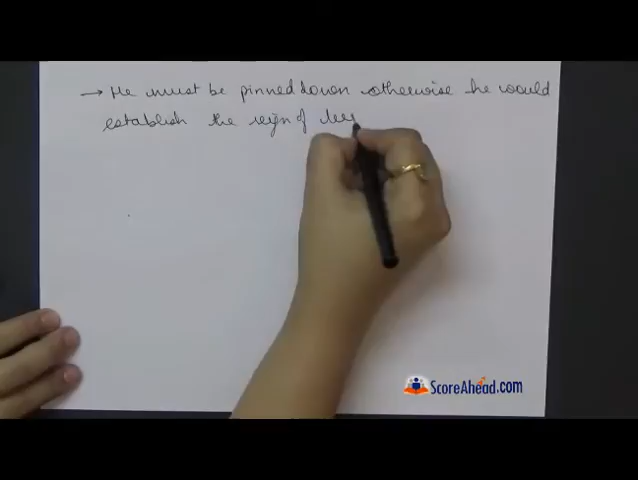 → He must be pinned down otherwise he would
establish the reign of
ScoreAhead.com